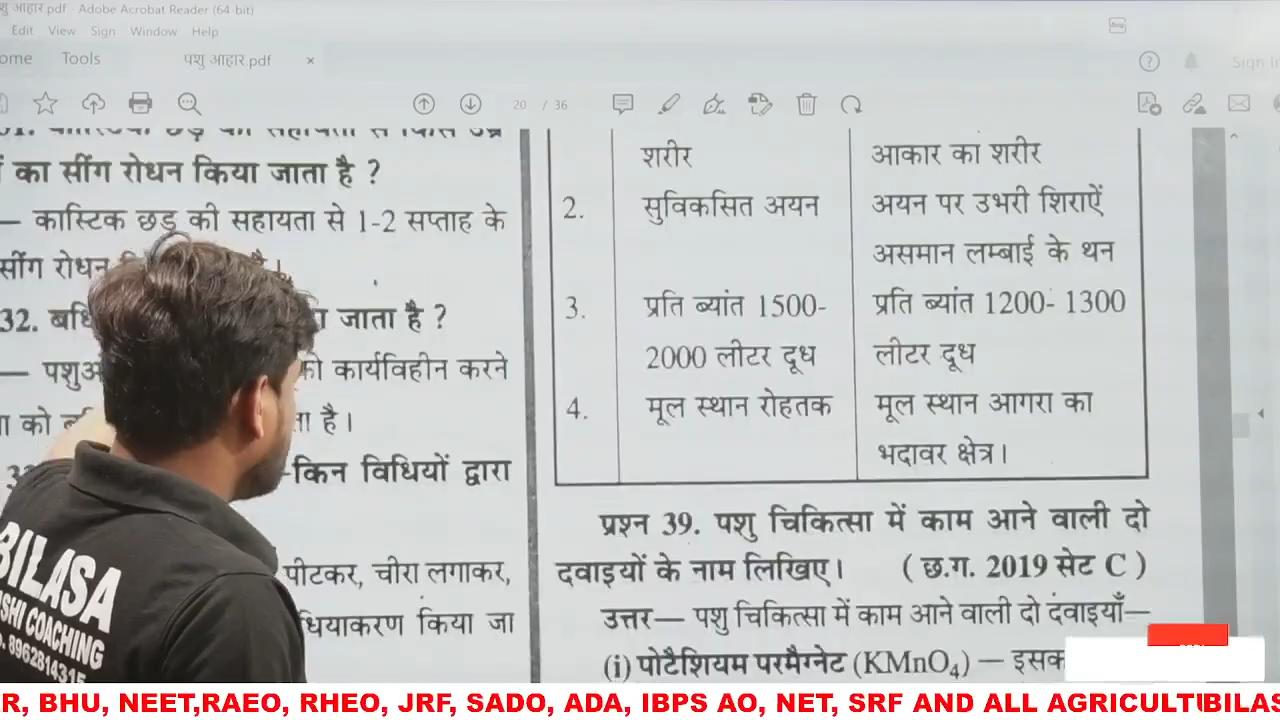 पशु आहार.pdf - Adobe Acrobat Reader (64-bit)
Edit View Sign Window Help
Tools पशु आहार.pdf ×
20 / 36
Sign In
का सींग रोधन किया जाता है ?
— कास्टिक छड़ की सहायता से 1-2 सप्ताह के
सींग रोधन
32. जाता है ?
— कार्यविहीन करने
को है।
किन विधियों द्वारा
पीटकर, चीरा लगाकर,
किया जा
शरीर आकार का शरीर
2. सुविकसित अयन अयन पर उभरी शिराऐं
असमान लम्बाई के थन
3. प्रति ब्यांत 1500- प्रति ब्यांत 1200- 1300
2000 लीटर दूध लीटर दूध
4. मूल स्थान रोहतक मूल स्थान आगरा का
भदावर क्षेत्र।
प्रश्न 39. पशु चिकित्सा में काम आने वाली दो
दवाइयों के नाम लिखिए। ( छ.ग. 2019 सेट C )
उत्तर— पशु चिकित्सा में काम आने वाली दो दंवाइयाँ—
(i) पोटैशियम परमैग्नेट (KMnO₄) —
BILASA
COACHING
8962814315
R, BHU, NEET,RAEO, RHEO, JRF, SADO, ADA, IBPS AO, NET, SRF AND ALL AGRICULT